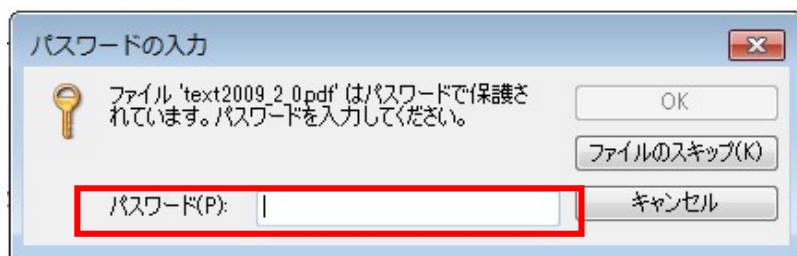 パスワードの入力
ファイル 'text2009_2_0.pdf' はパスワードで保護さ
れています。パスワードを入力してください。
OK
ファイルのスキップ(K)
パスワード(P):
キャンセル